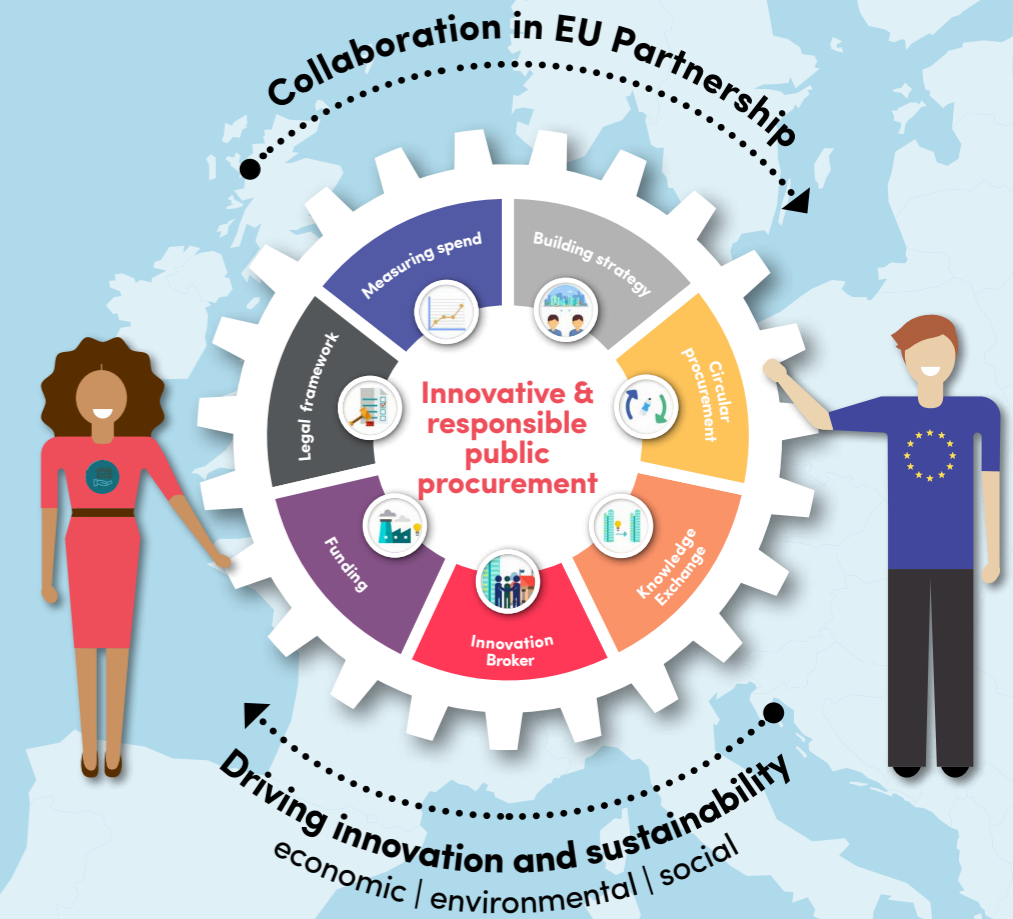 Collaboration in EU Partnership
Measuring spend
Building strategy
Legal framework
Circular
procurement
Innovative &
responsible
public
procurement
Funding
Knowledge
Exchange
Innovation
Broker
Driving innovation and sustainability
economic | environmental | social